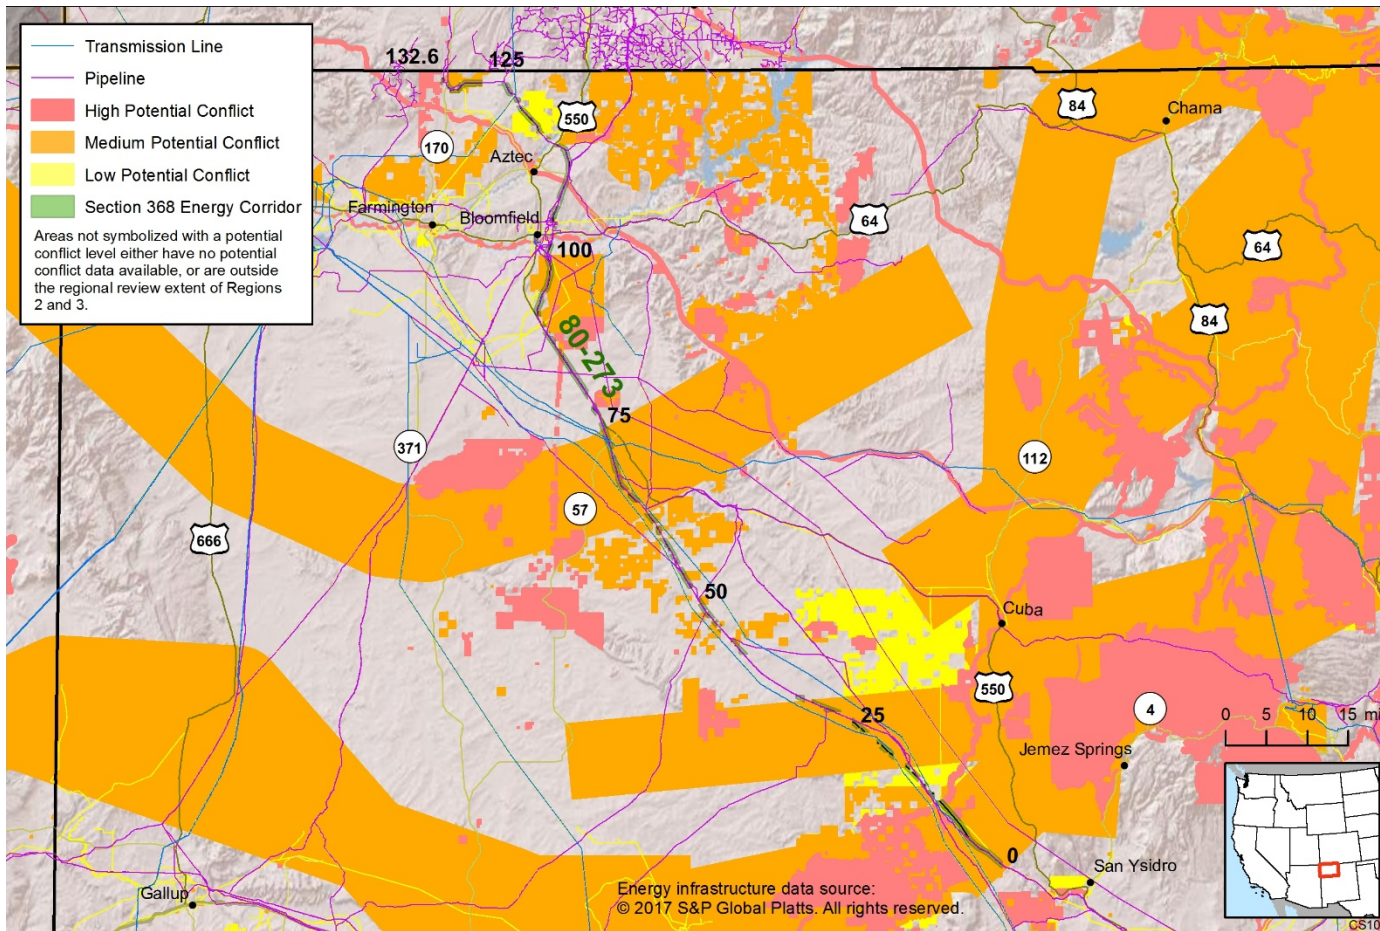 Transmission Line
Pipeline
High Potential Conflict
Medium Potential Conflict
Low Potential Conflict
Section 368 Energy Corridor
Areas not symbolized with a potential
conflict level either have no potential
conflict data available, or are outside
the regional review extent of Regions
2 and 3.
132.6
125
550
84
Chama
170
Aztec
Farmington
Bloomfield
64
64
100
84
80-273
75
371
112
57
666
50
Cuba
550
25
4
0 5 10 15 mi
Jemez Springs
0
San Ysidro
Gallup
Energy infrastructure data source:
© 2017 S&P Global Platts. All rights reserved.
CS10